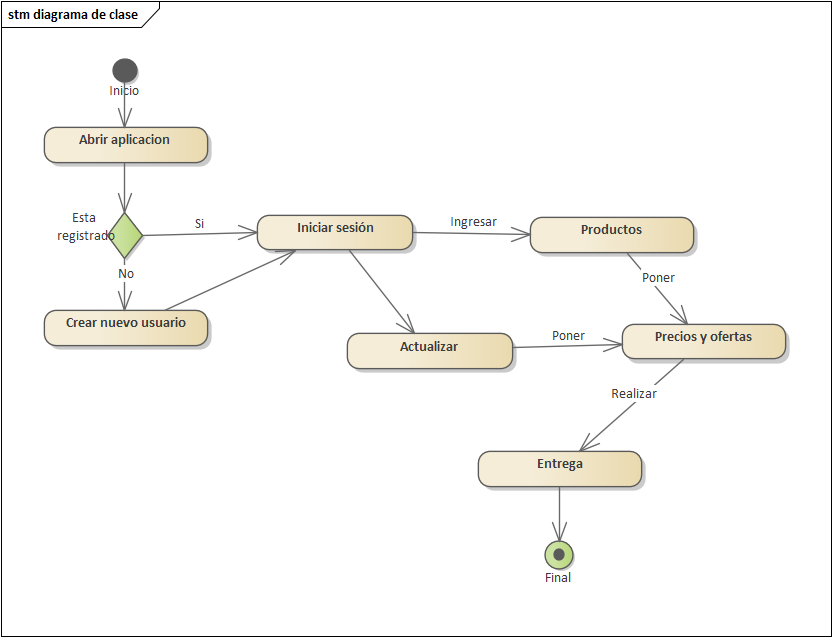 stm diagrama de clase
Inicio
Abrir aplicacion
Esta
registrado
Si
Iniciar sesión
Ingresar
Productos
No
Poner
Crear nuevo usuario
Actualizar
Poner
Precios y ofertas
Realizar
Entrega
Final